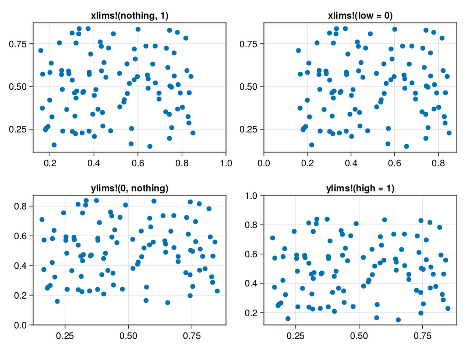 xlims!(nothing, 1)
0.75
0.50
0.25
0.2 0.4 0.6 0.8 1.0
xlims!(low = 0)
0.75
0.50
0.25
0.0 0.2 0.4 0.6 0.8
ylims!(0, nothing)
0.8
0.6
0.4
0.2
0.0
0.25 0.50 0.75
ylims!(high = 1)
1.0
0.8
0.6
0.4
0.2
0.25 0.50 0.75